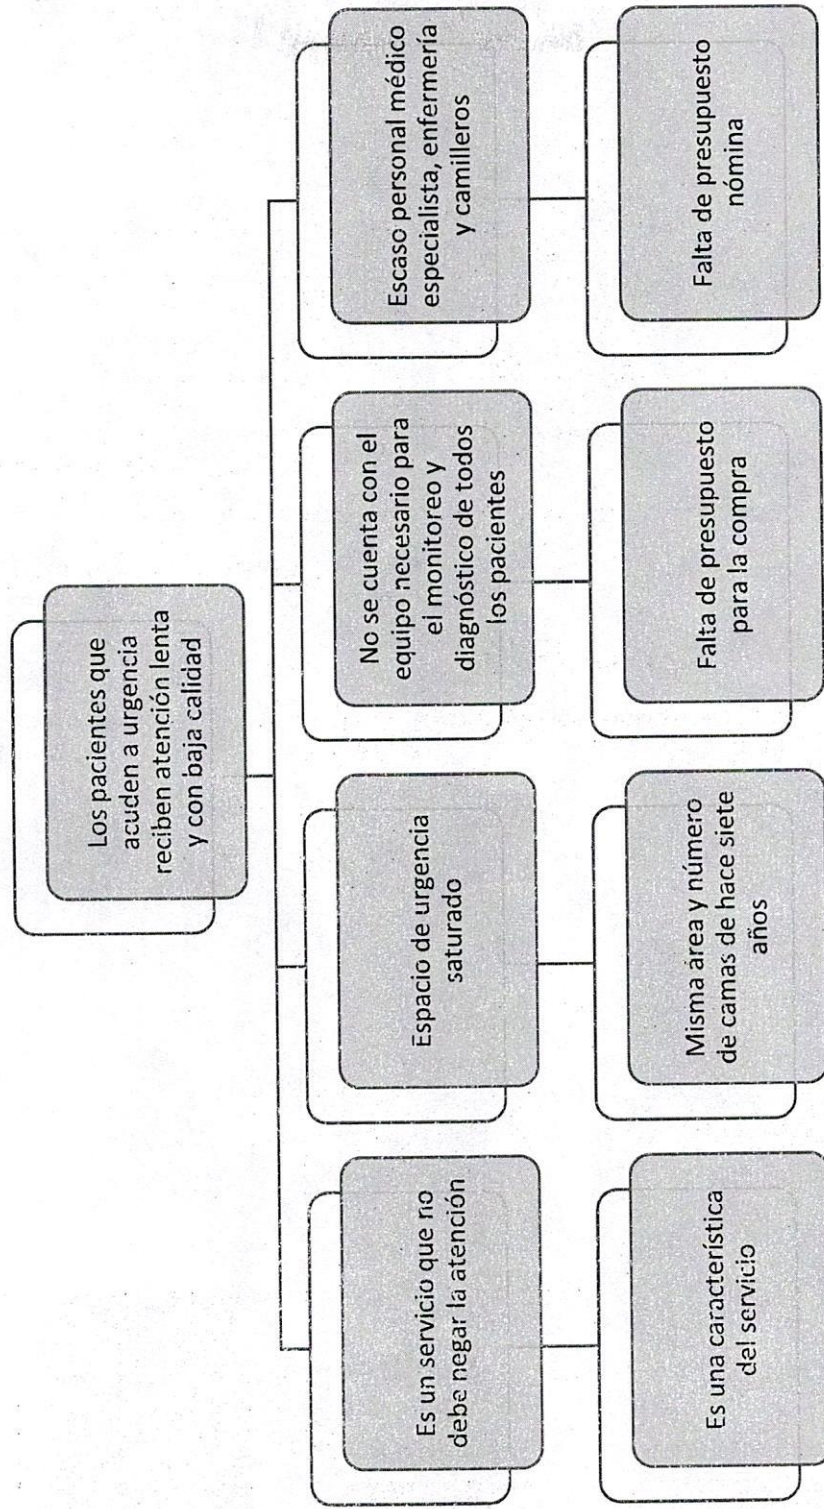 Los pacientes que
acuden a urgencia
reciben atención lenta
y con baja calidad
Es un servicio que no
debe negar la atención
Espacio de urgencia
saturado
No se cuenta con el
equipo necesario para
el monitoreo y
diagnóstico de todos
los pacientes
Escaso personal médico
especialista, enfermería
y camilleros
Es una característica
del servicio
Misma área y número
de camas de hace siete
años
Falta de presupuesto
para la compra
Falta de presupuesto
nómina